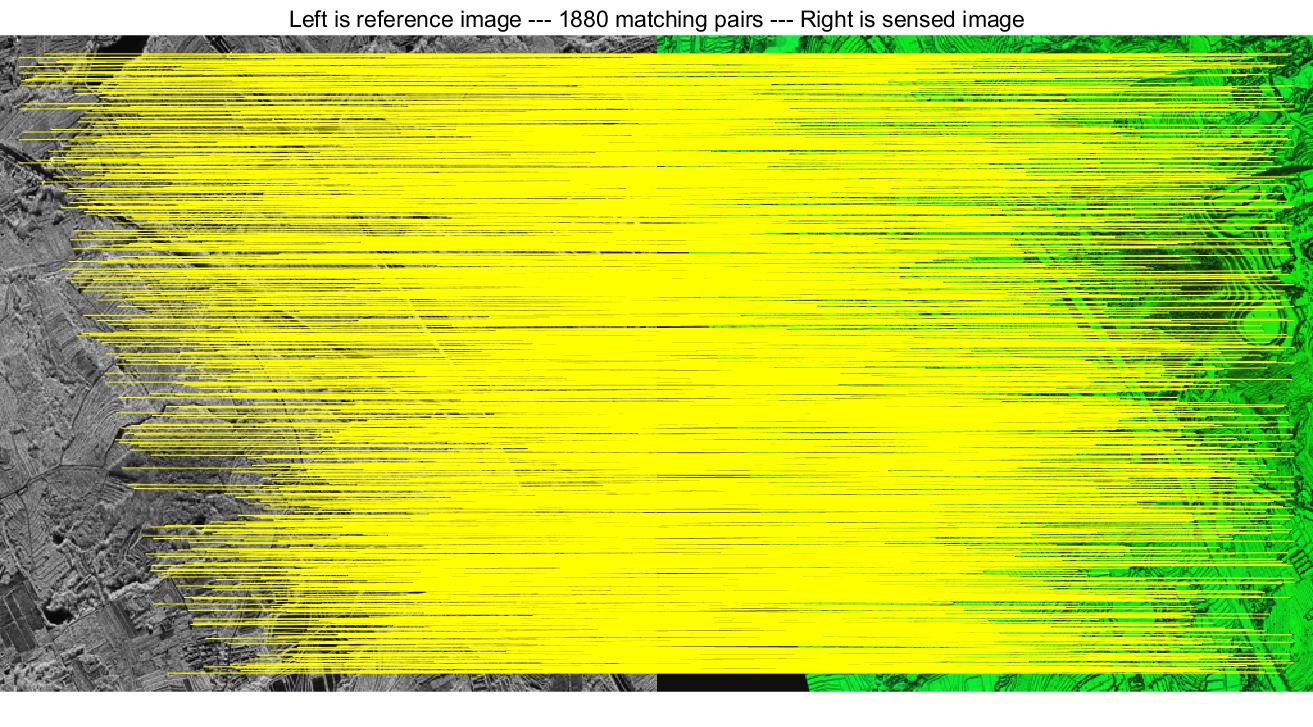 Left is reference image --- 1880 matching pairs --- Right is sensed image